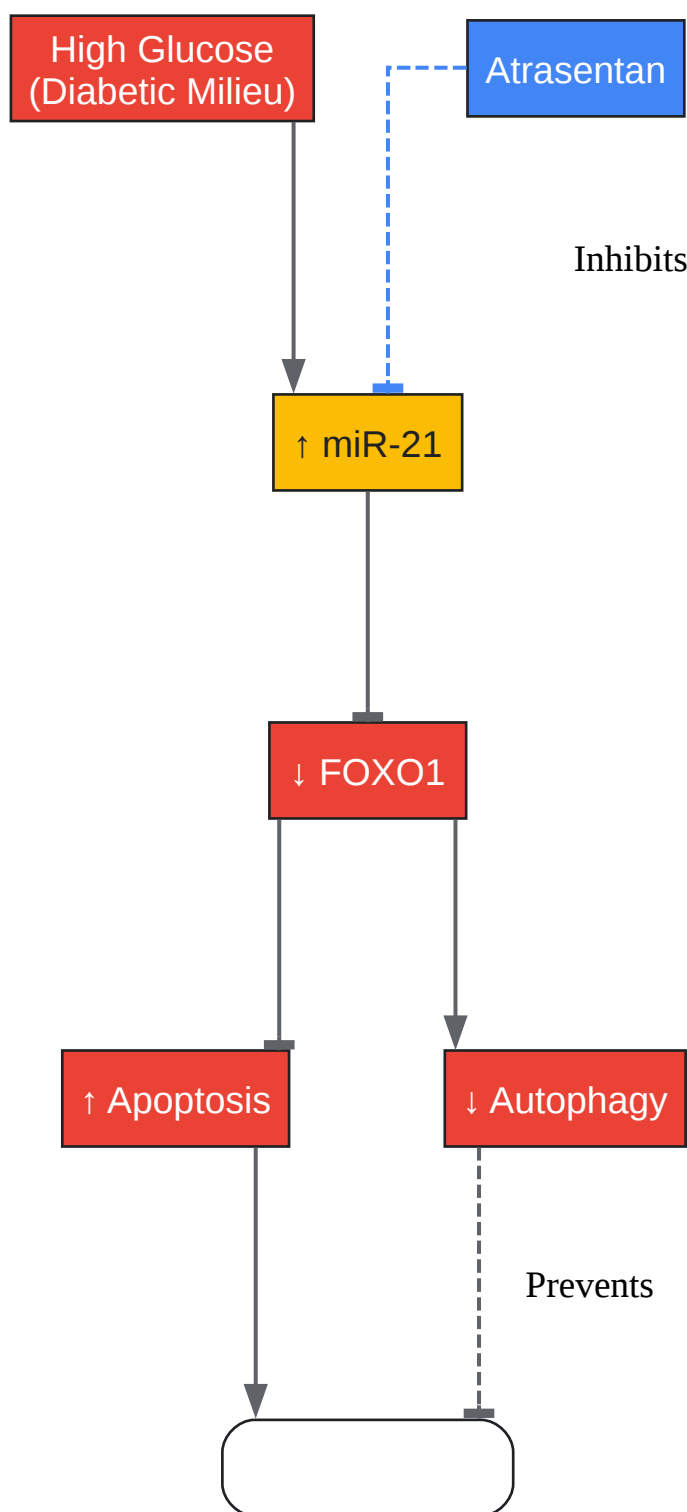 High Glucose
(Diabetic Milieu)
Atrasentan
Inhibits
↑ miR-21
↓ FOXO1
↑ Apoptosis
↓ Autophagy
Prevents